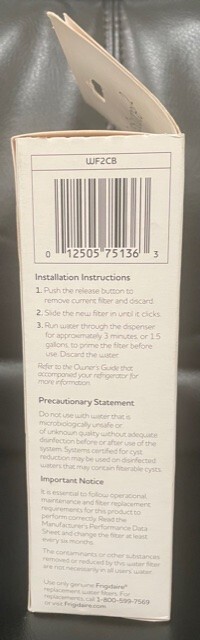 WF2CB
0 12505 75136 3
Installation Instructions
1. Push the release button to
remove current filter and discard.
2. Slide the new filter in until it clicks.
3. Run water through the dispenser
for approximately 3 minutes, or 1.5
gallons, to prime the filter before
use. Discard the water.
Refer to the Owner's Guide that
accompanied your refrigerator for
more information.
Precautionary Statement
Do not use with water that is
microbiologically unsafe or
of unknown quality without adequate
disinfection before or after use of the
system. Systems certified for cyst
reduction may be used on disinfected
waters that may contain filterable cysts.
Important Notice
It is essential to follow operational,
maintenance and filter replacement
requirements for this product to
perform correctly. Read the
Manufacturer's Performance Data
Sheet and change the filter at least
every six months.
The contaminants or other substances
removed or reduced by this water filter
are not necessarily in all users' water.
Use only genuine Frigidaire®
replacement water filters. For
replacements, call 1-800-599-7569
or visit Frigidaire.com.